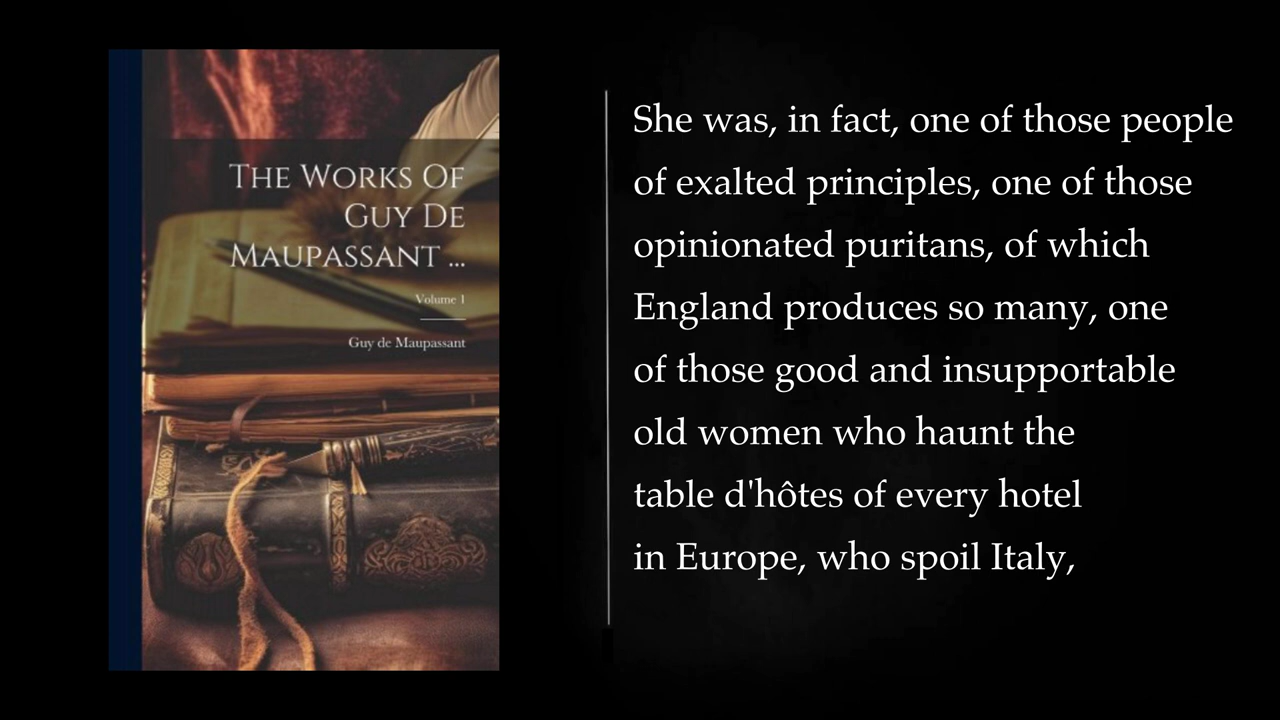 THE WORKS OF
GUY DE
MAUPASSANT ...
Volume 1
Guy de Maupassant
She was, in fact, one of those people
of exalted principles, one of those
opinionated puritans, of which
England produces so many, one
of those good and insupportable
old women who haunt the
table d'hôtes of every hotel
in Europe, who spoil Italy,